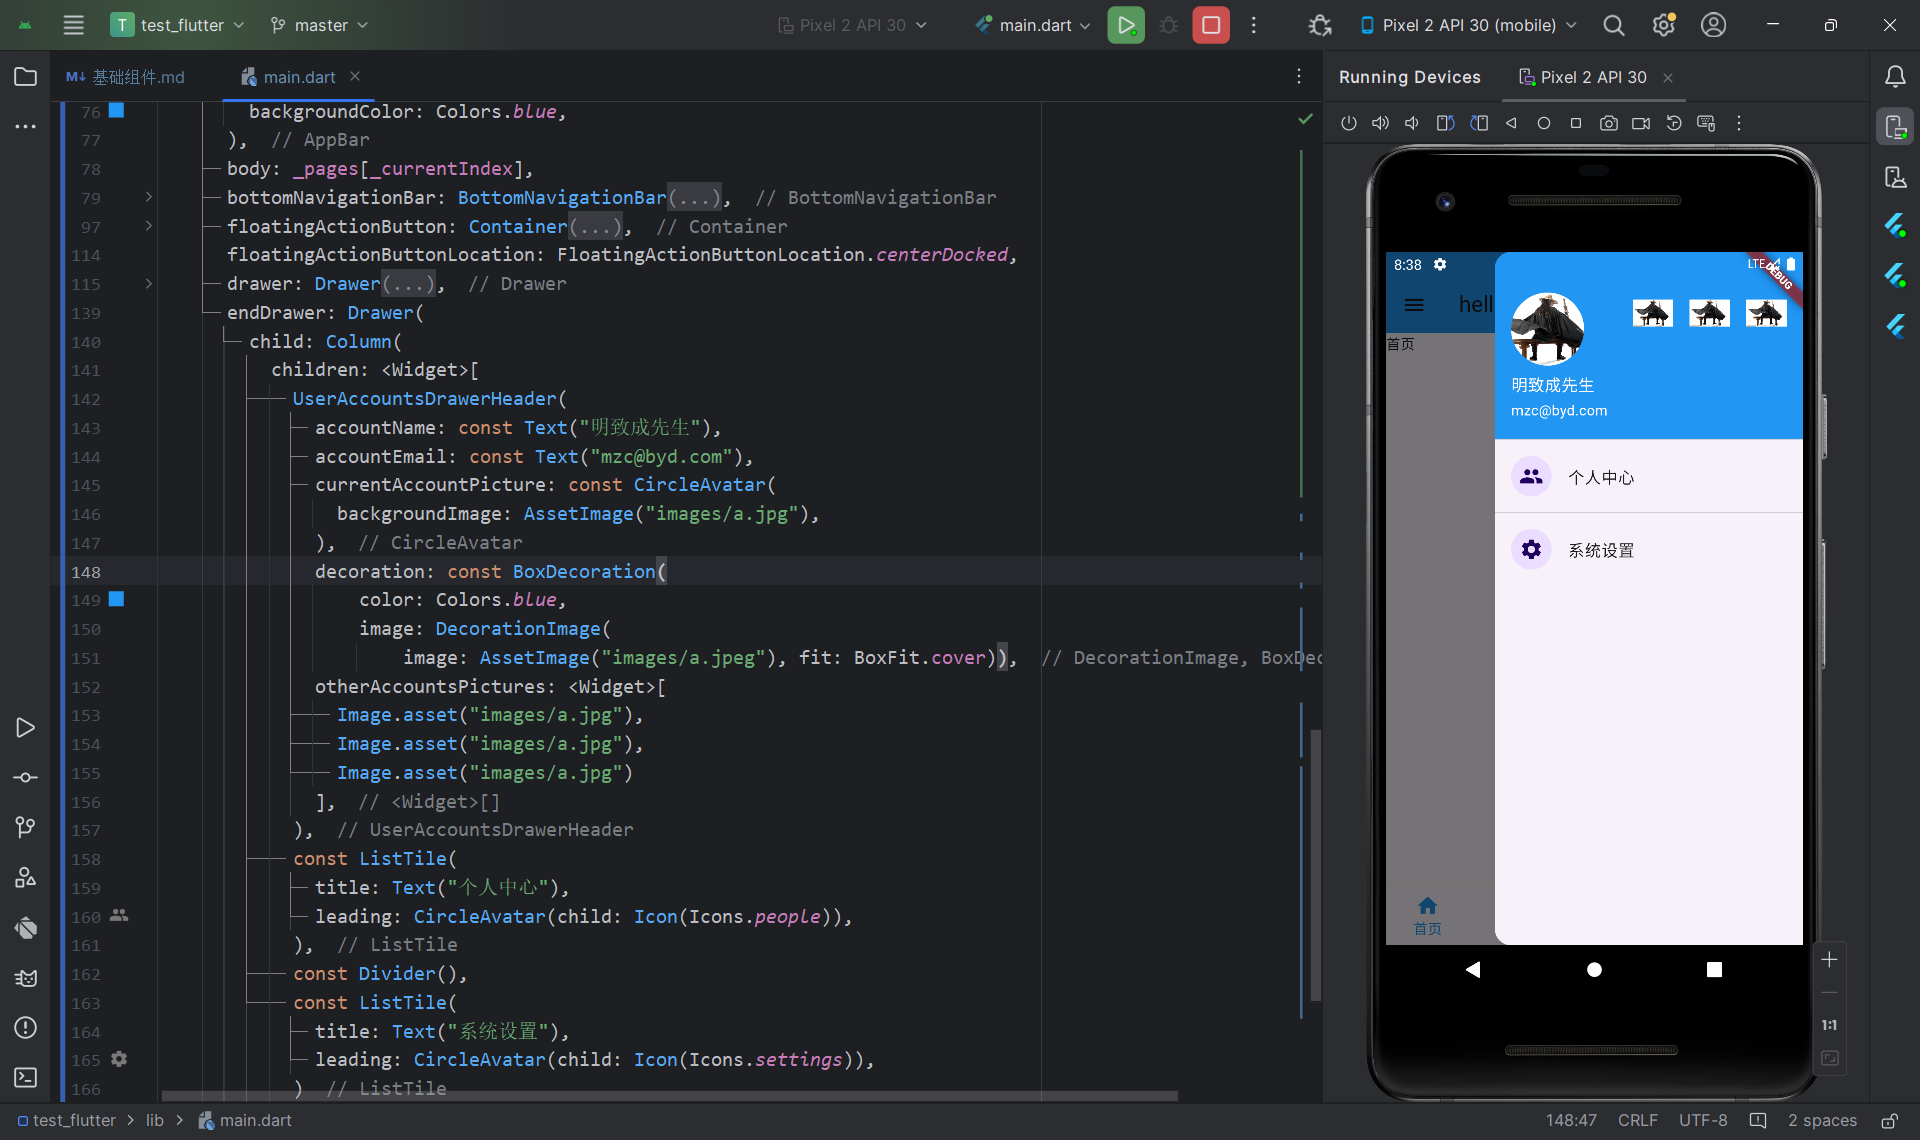 T test_flutter master Pixel 2 API 30 main.dart Pixel 2 API 30 (mobile)
M↓ 基础组件.md main.dart
Running Devices Pixel 2 API 30
76 backgroundColor: Colors.blue,
77 ), // AppBar
78 body: _pages[_currentIndex],
79 bottomNavigationBar: BottomNavigationBar(...), // BottomNavigationBar
97 floatingActionButton: Container(...), // Container
114 floatingActionButtonLocation: FloatingActionButtonLocation.centerDocked,
115 drawer: Drawer(...), // Drawer
139 endDrawer: Drawer(
140 child: Column(
141 children: <Widget>[
142 UserAccountsDrawerHeader(
143 accountName: const Text("明致成先生"),
144 accountEmail: const Text("mzc@byd.com"),
145 currentAccountPicture: const CircleAvatar(
146 backgroundImage: AssetImage("images/a.jpg"),
147 ), // CircleAvatar
148 decoration: const BoxDecoration(
149 color: Colors.blue,
150 image: DecorationImage(
151 image: AssetImage("images/a.jpeg"), fit: BoxFit.cover)), // DecorationImage, BoxDec
152 otherAccountsPictures: <Widget>[
153 Image.asset("images/a.jpg"),
154 Image.asset("images/a.jpg"),
155 Image.asset("images/a.jpg")
156 ], // <Widget>[]
157 ), // UserAccountsDrawerHeader
158 const ListTile(
159 title: Text("个人中心"),
160 leading: CircleAvatar(child: Icon(Icons.people)),
161 ), // ListTile
162 const Divider(),
163 const ListTile(
164 title: Text("系统设置"),
165 leading: CircleAvatar(child: Icon(Icons.settings)),
166 ) // ListTile
8:38 LTE
DEBUG
hell
首页
明致成先生
mzc@byd.com
个人中心
系统设置
首页
1:1
test_flutter > lib > main.dart 148:47 CRLF UTF-8 2 spaces